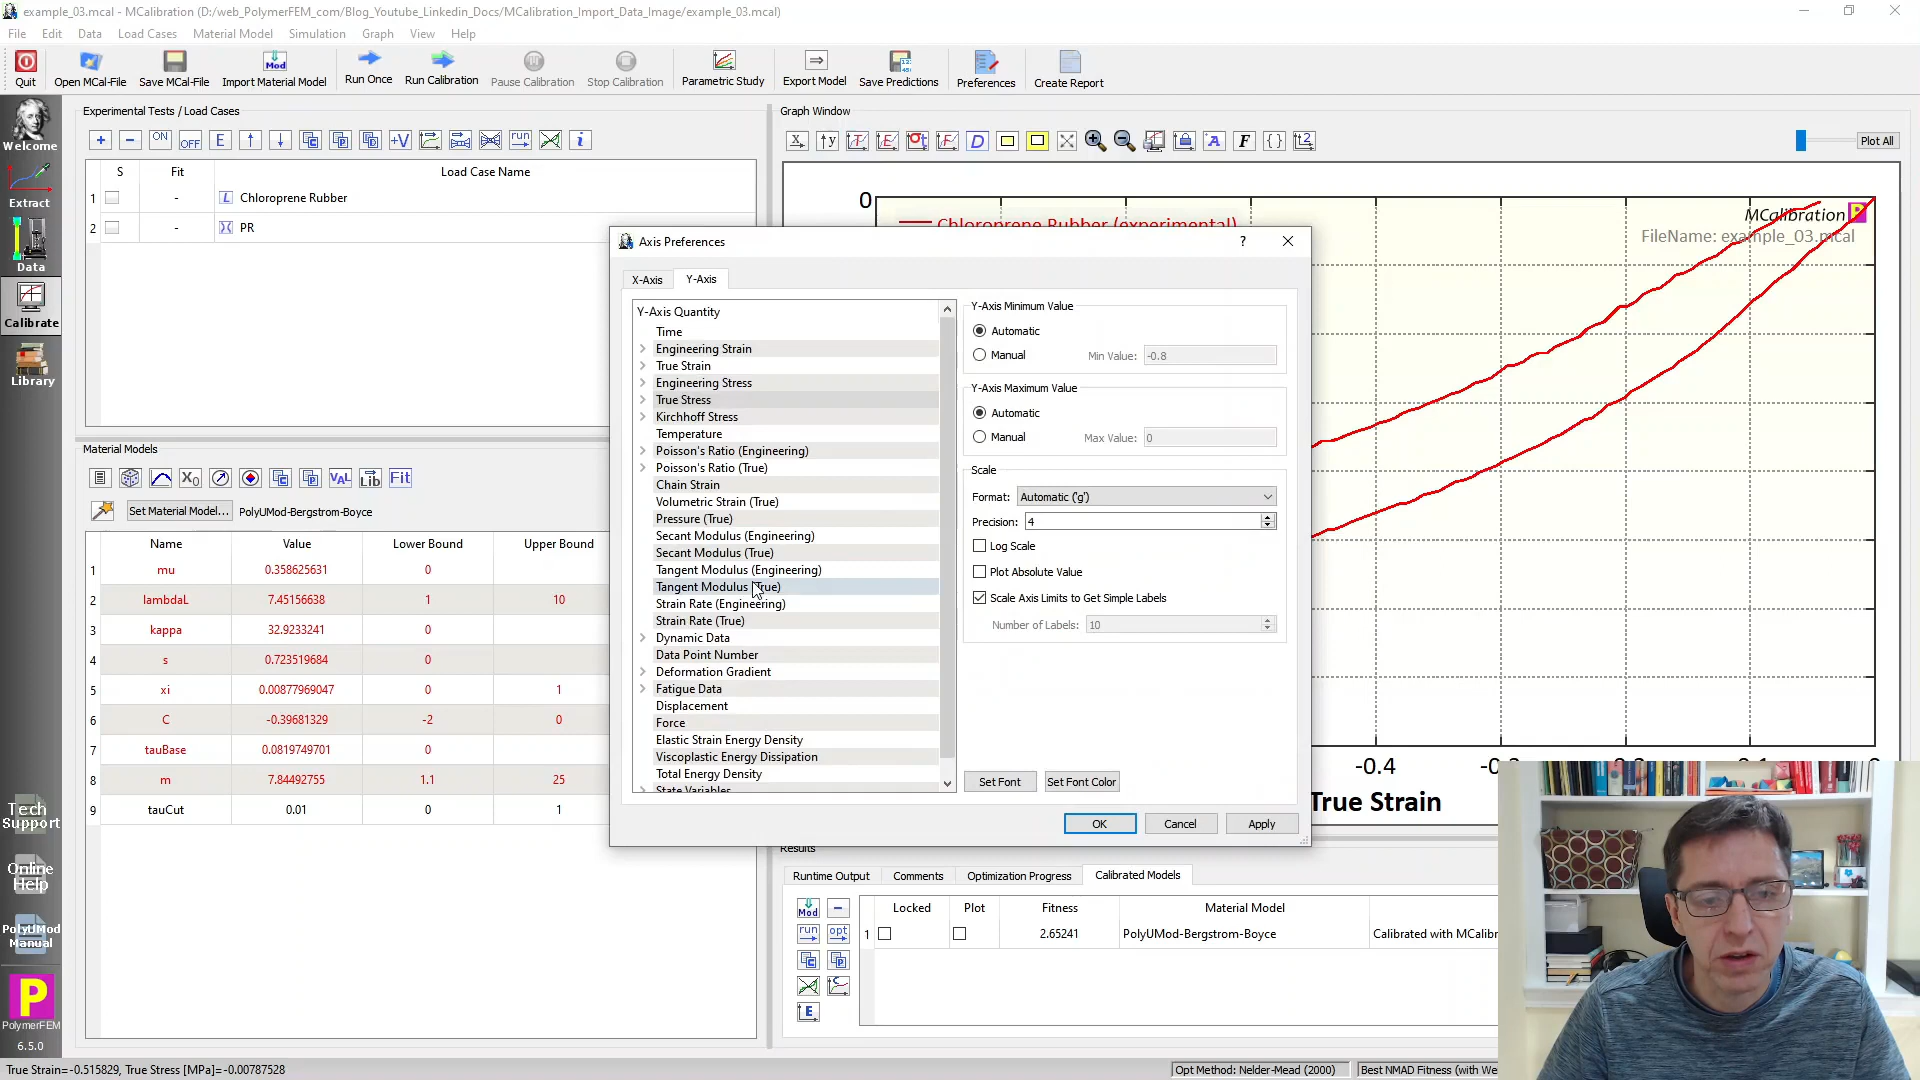 example_03.mcal - MCalibration (D:/web_PolymerFEM_com/Blog_Youtube_Linkedin_Docs/MCalibration_Import_Data_Image/example_03.mcal)
File Edit Data Load Cases Material Model Simulation Graph View Help
Quit Open MCal-File Save MCal-File Import Material Model Run Once Run Calibration Pause Calibration Stop Calibration Parametric Study Export Model Save Predictions Preferences Create Report
Welcome
Extract
Data
Calibrate
Library
Tech Support
Online Help
PolyUMod Manual
PolymerFEM
6.5.0
Experimental Tests / Load Cases
S Fit Load Case Name
1 - Chloroprene Rubber
2 - PR
Material Models
Set Material Model... PolyUMod-Bergstrom-Boyce
Name Value Lower Bound Upper Bound
1 mu 0.358625631 0
2 lambdaL 7.45156638 1 10
3 kappa 32.9233241 0
4 s 0.723519684 0
5 xi 0.00877969047 0 1
6 C -0.39681329 -2 0
7 tauBase 0.0819749701 0
8 m 7.84492755 1.1 25
9 tauCut 0.01 0 1
Graph Window
Plot All
0
Chloroprene Rubber (experimental)
MCalibration
FileName: example_03.mcal
-0.4
-0.1
0
True Strain
Axis Preferences
X-Axis Y-Axis
Y-Axis Quantity
Time
Engineering Strain
True Strain
Engineering Stress
True Stress
Kirchhoff Stress
Temperature
Poisson's Ratio (Engineering)
Poisson's Ratio (True)
Chain Strain
Volumetric Strain (True)
Pressure (True)
Secant Modulus (Engineering)
Secant Modulus (True)
Tangent Modulus (Engineering)
Tangent Modulus (True)
Strain Rate (Engineering)
Strain Rate (True)
Dynamic Data
Data Point Number
Deformation Gradient
Fatigue Data
Displacement
Force
Elastic Strain Energy Density
Viscoplastic Energy Dissipation
Total Energy Density
State Variables
Y-Axis Minimum Value
Automatic
Manual Min Value: -0.8
Y-Axis Maximum Value
Automatic
Manual Max Value: 0
Scale
Format: Automatic ('g')
Precision: 4
Log Scale
Plot Absolute Value
Scale Axis Limits to Get Simple Labels
Number of Labels: 10
Set Font Set Font Color
OK Cancel Apply
Results
Runtime Output Comments Optimization Progress Calibrated Models
Locked Plot Fitness Material Model
1 2.65241 PolyUMod-Bergstrom-Boyce Calibrated with MCalibr
True Strain=-0.515829, True Stress [MPa]=-0.00787528
Opt Method: Nelder-Mead (2000) Best NMAD Fitness (with We